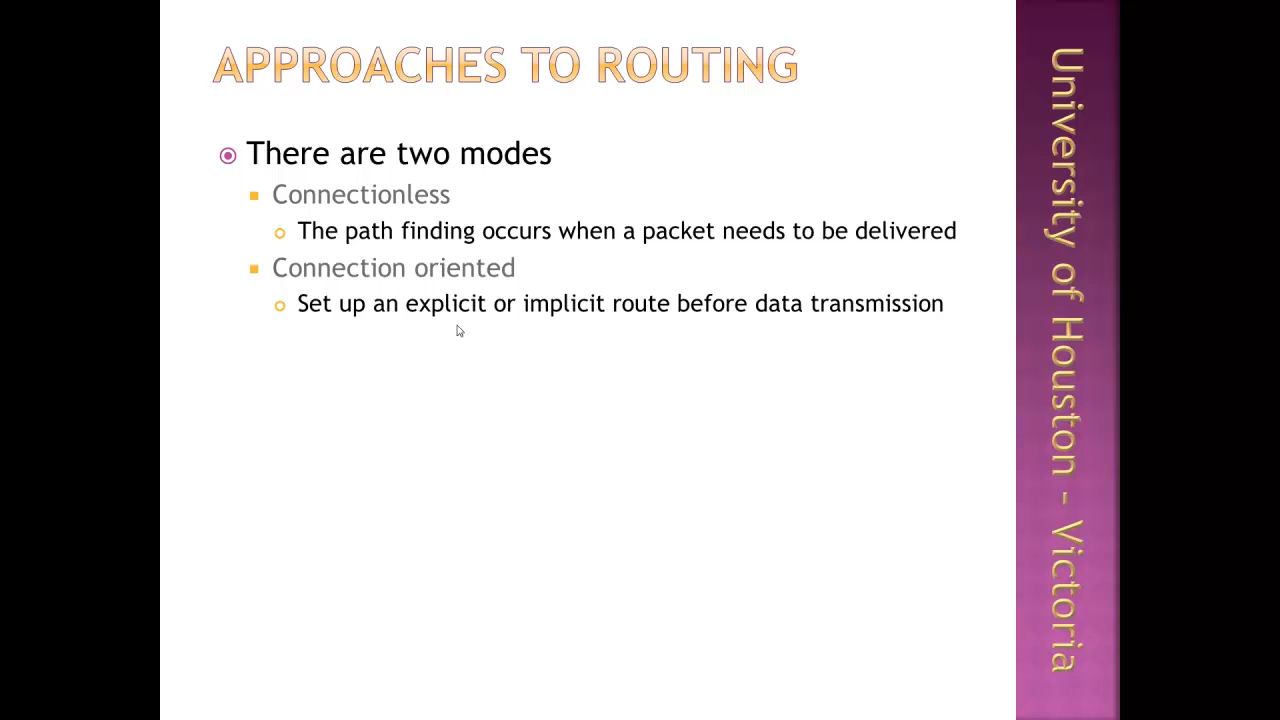 APPROACHES TO ROUTING
There are two modes
Connectionless
The path finding occurs when a packet needs to be delivered
Connection oriented
Set up an explicit or implicit route before data transmission
University of Houston - Victoria